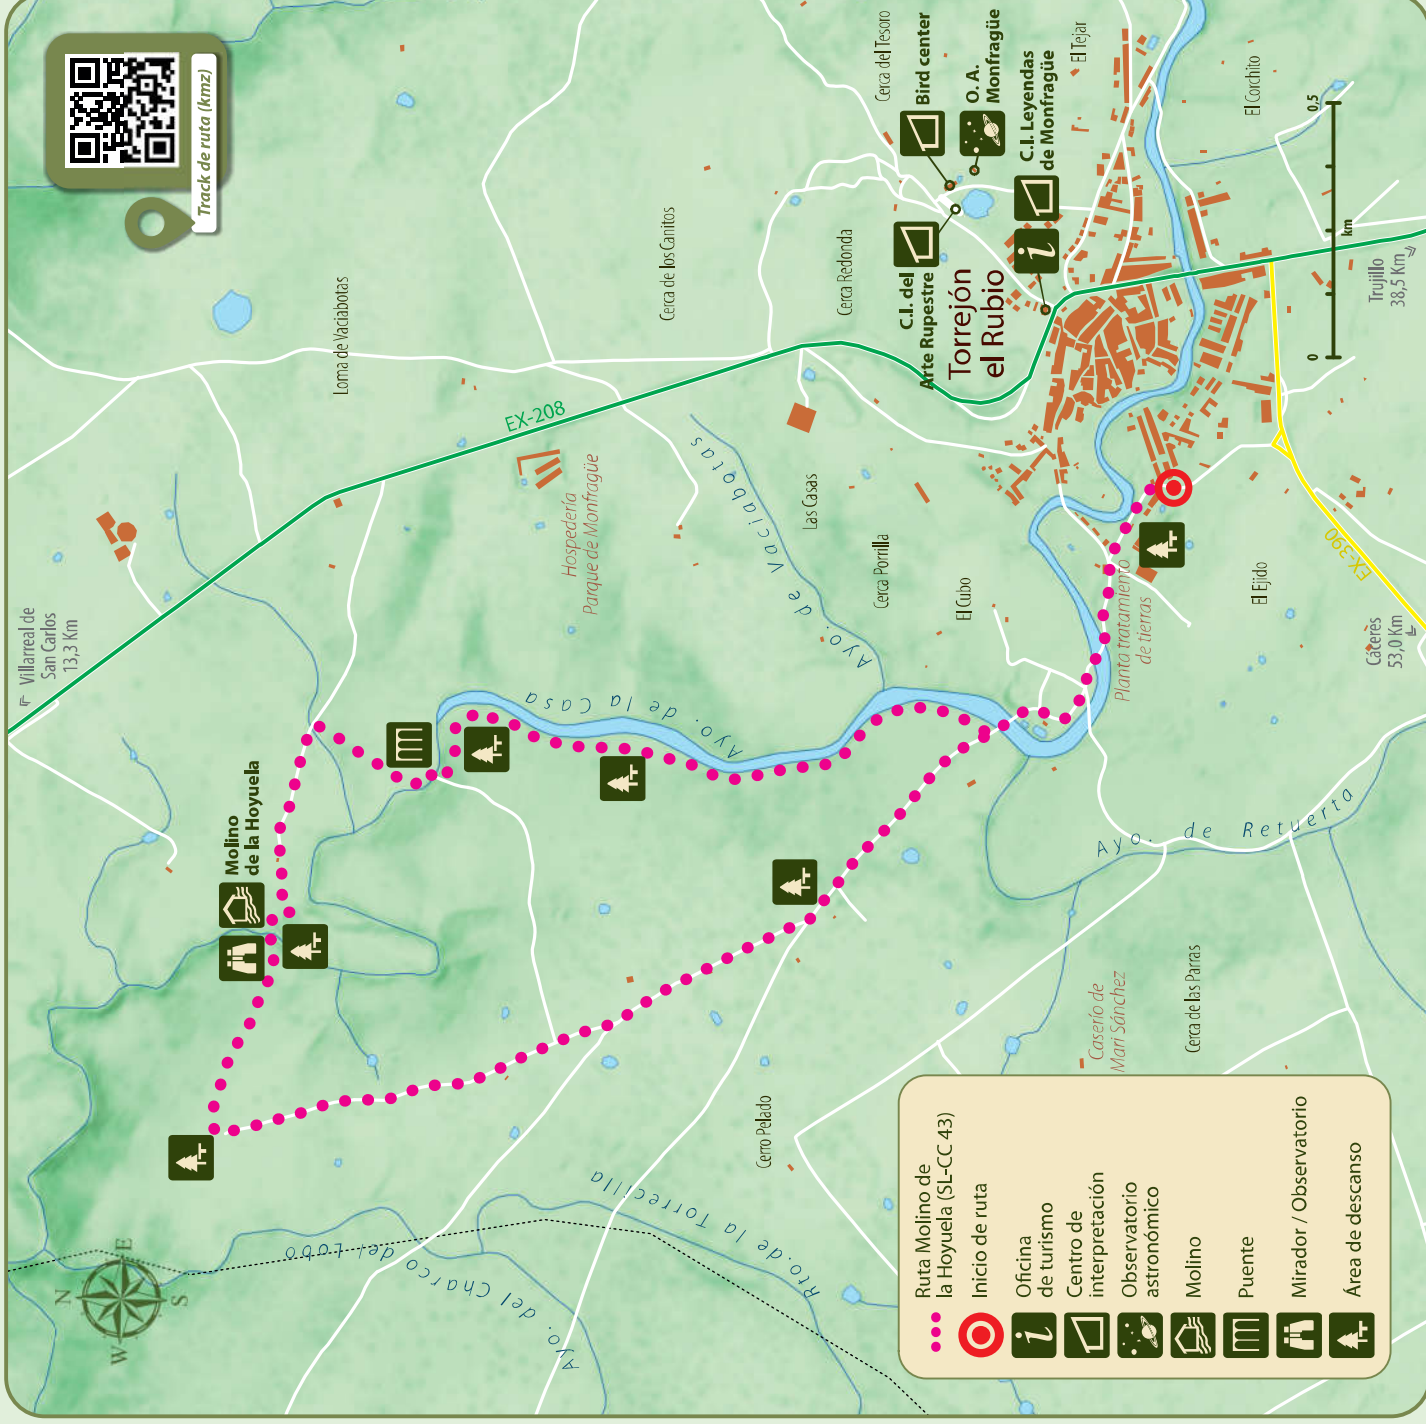 Track de ruta (kmz)
Villarreal de
San Carlos
13,3 Km
Loma de Vaciabotas
EX-208
Cerca de los Canitos
Hospedería
Parque de Monfragüe
Ayo. de Vaciabotas
Las Casas
Cerca Porrilla
El Cubo
Cerca Redonda
Cerca del Tesoro
Bird center
O. A.
Monfragüe
C.I. Leyendas
de Monfragüe
El Tejar
El Corchito
C.I. del
Arte Rupestre
Torrejón
el Rubio
0
0,5
km
Trujillo
38,5 Km
EX-390
Cáceres
53,0 Km
El Ejido
Planta tratamiento
de tierras
Ayo. de la Casa
Ayo. de Retuerta
Molino
de la Hoyuela
Caserío de
Mari Sánchez
Cerca de las Parras
Cerro Pelado
Rto. de la Torrecilla
Ayo. del Charco del Lobo
N
E
S
W
Ruta Molino de
la Hoyuela (SL-CC 43)
Inicio de ruta
i
Oficina
de turismo
Centro de
interpretación
Observatorio
astronómico
Molino
Puente
Mirador / Observatorio
Área de descanso